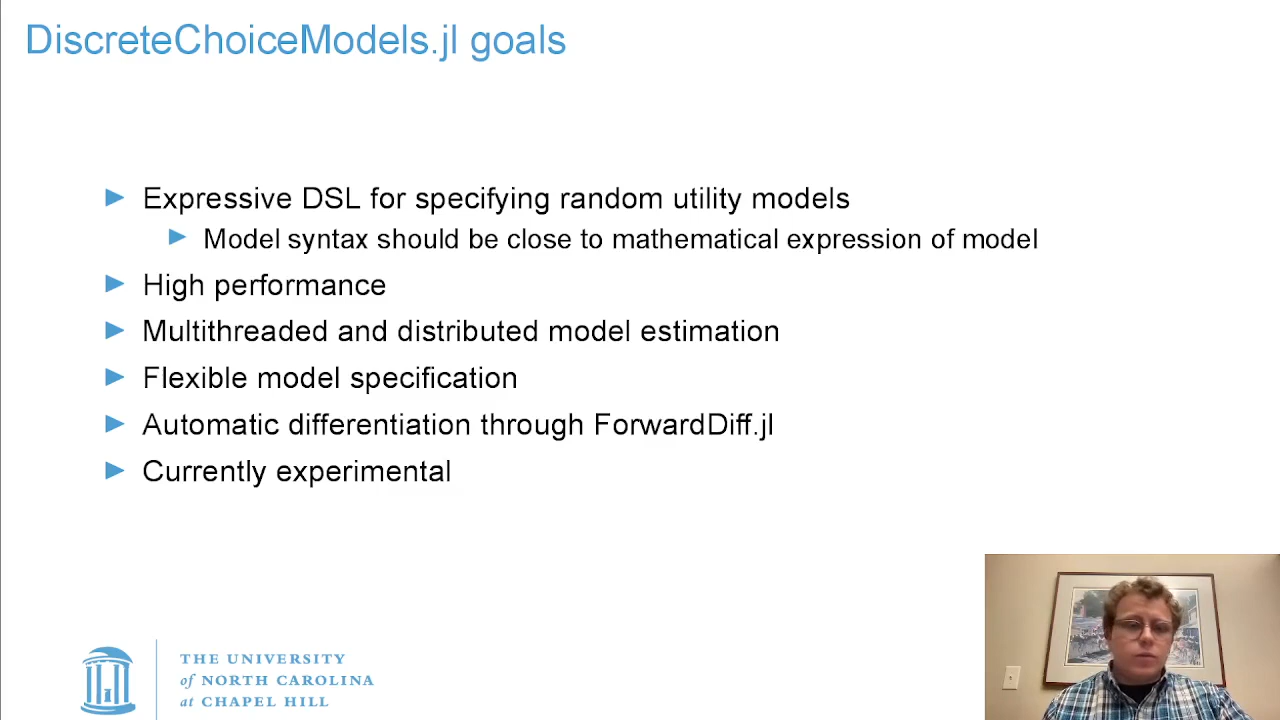 DiscreteChoiceModels.jl goals
Expressive DSL for specifying random utility models
Model syntax should be close to mathematical expression of model
High performance
Multithreaded and distributed model estimation
Flexible model specification
Automatic differentiation through ForwardDiff.jl
Currently experimental
THE UNIVERSITY
of NORTH CAROLINA
at CHAPEL HILL